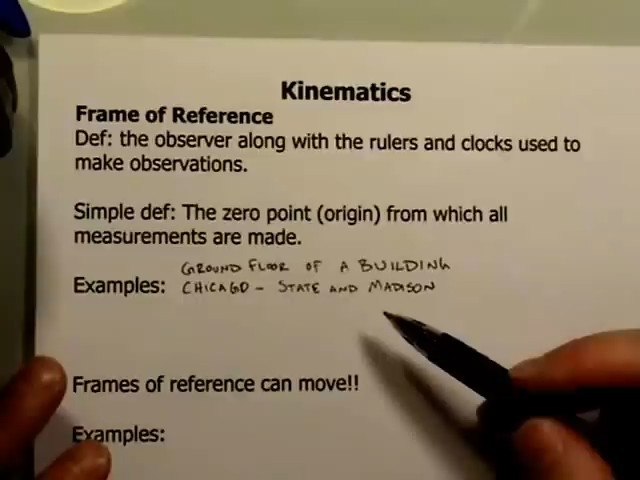 Kinematics
Frame of Reference
Def: the observer along with the rulers and clocks used to
make observations.
Simple def: The zero point (origin) from which all
measurements are made.
GROUND FLOOR OF A BUILDING
Examples: CHICAGO - STATE AND MADISON
Frames of reference can move!!
Examples: